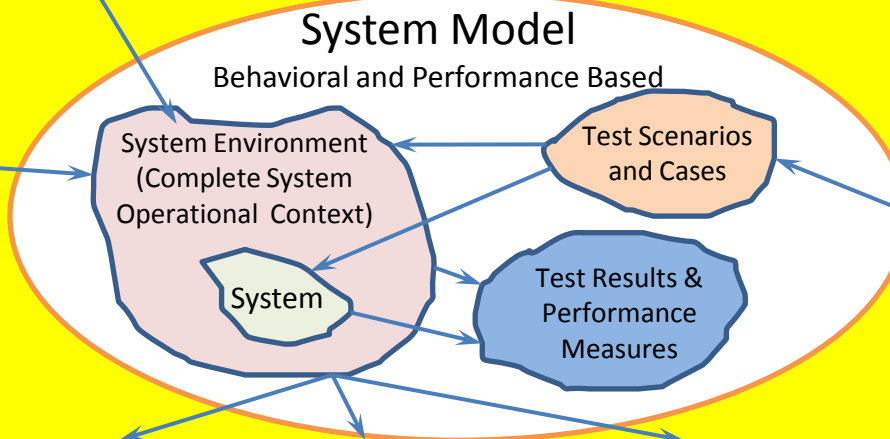 System Model
Behavioral and Performance Based
System Environment
(Complete System
Operational Context)
Test Scenarios
and Cases
System
Test Results &
Performance
Measures